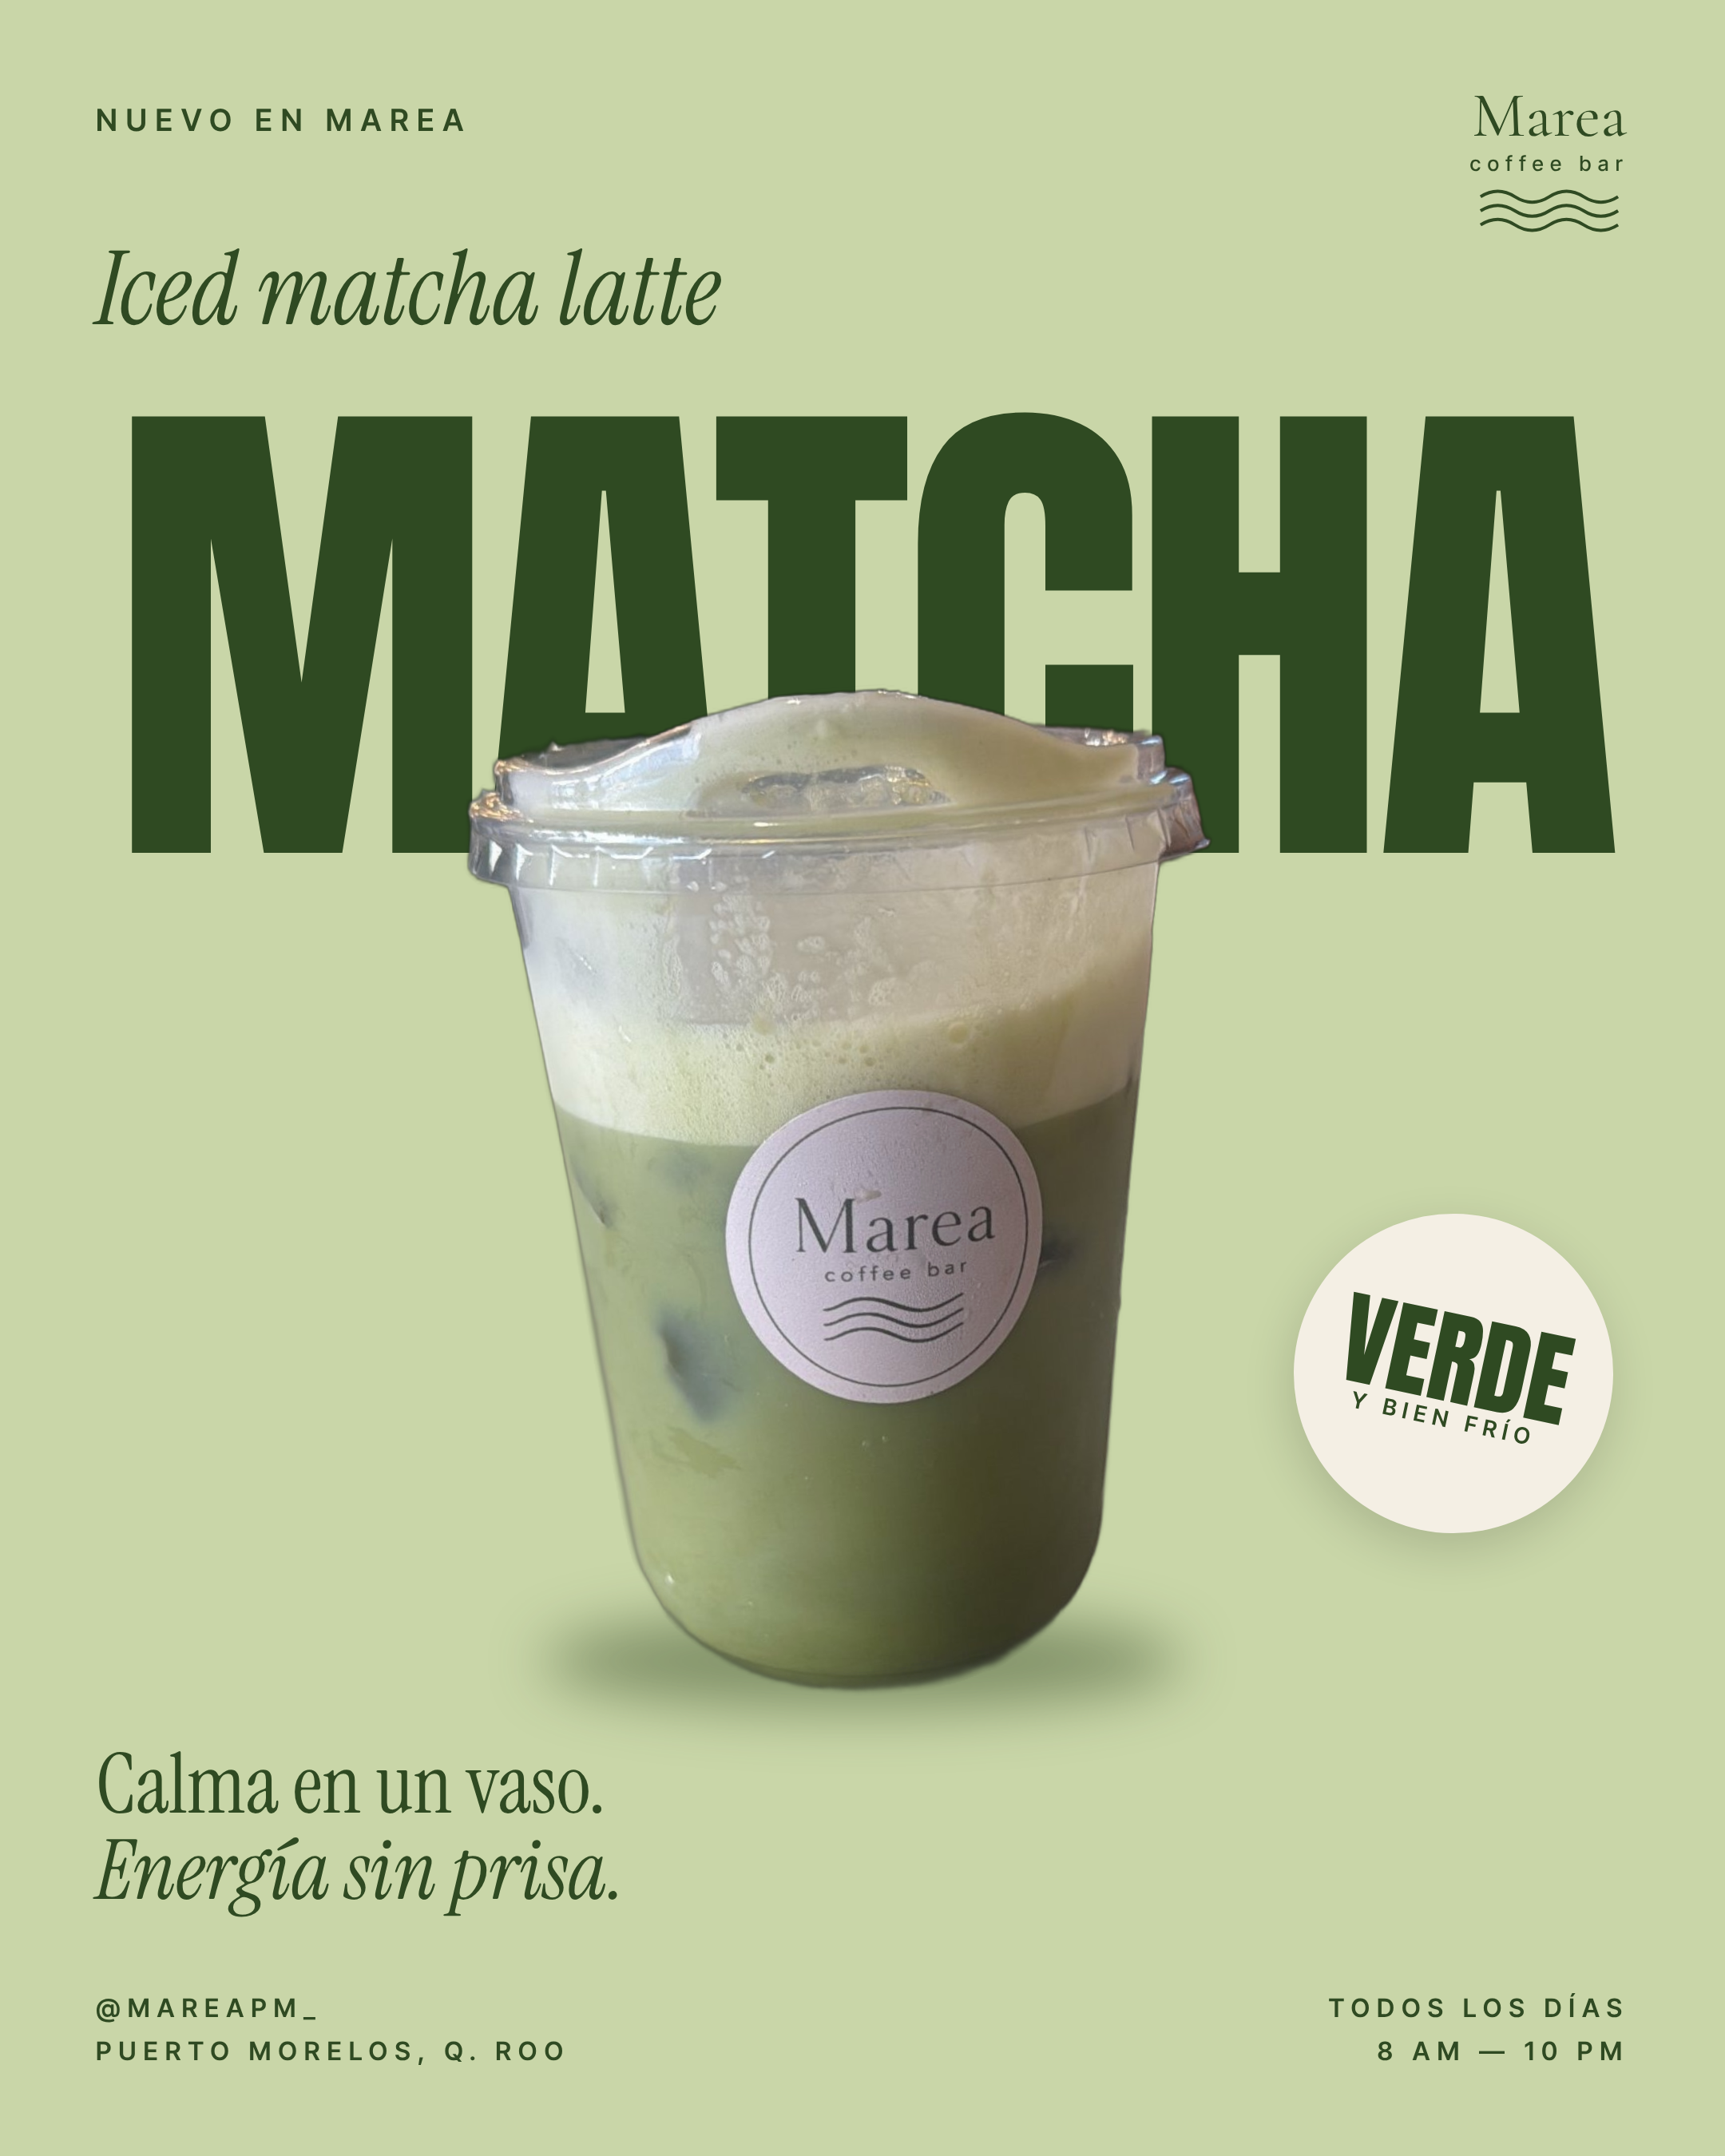 NUEVO EN MAREA
Marea
coffee bar
Iced matcha latte
MATCHA
Marea
coffee bar
VERDE
Y BIEN FRÍO
Calma en un vaso.
Energía sin prisa.
@MAREAPM_
PUERTO MORELOS, Q. ROO
TODOS LOS DÍAS
8 AM — 10 PM